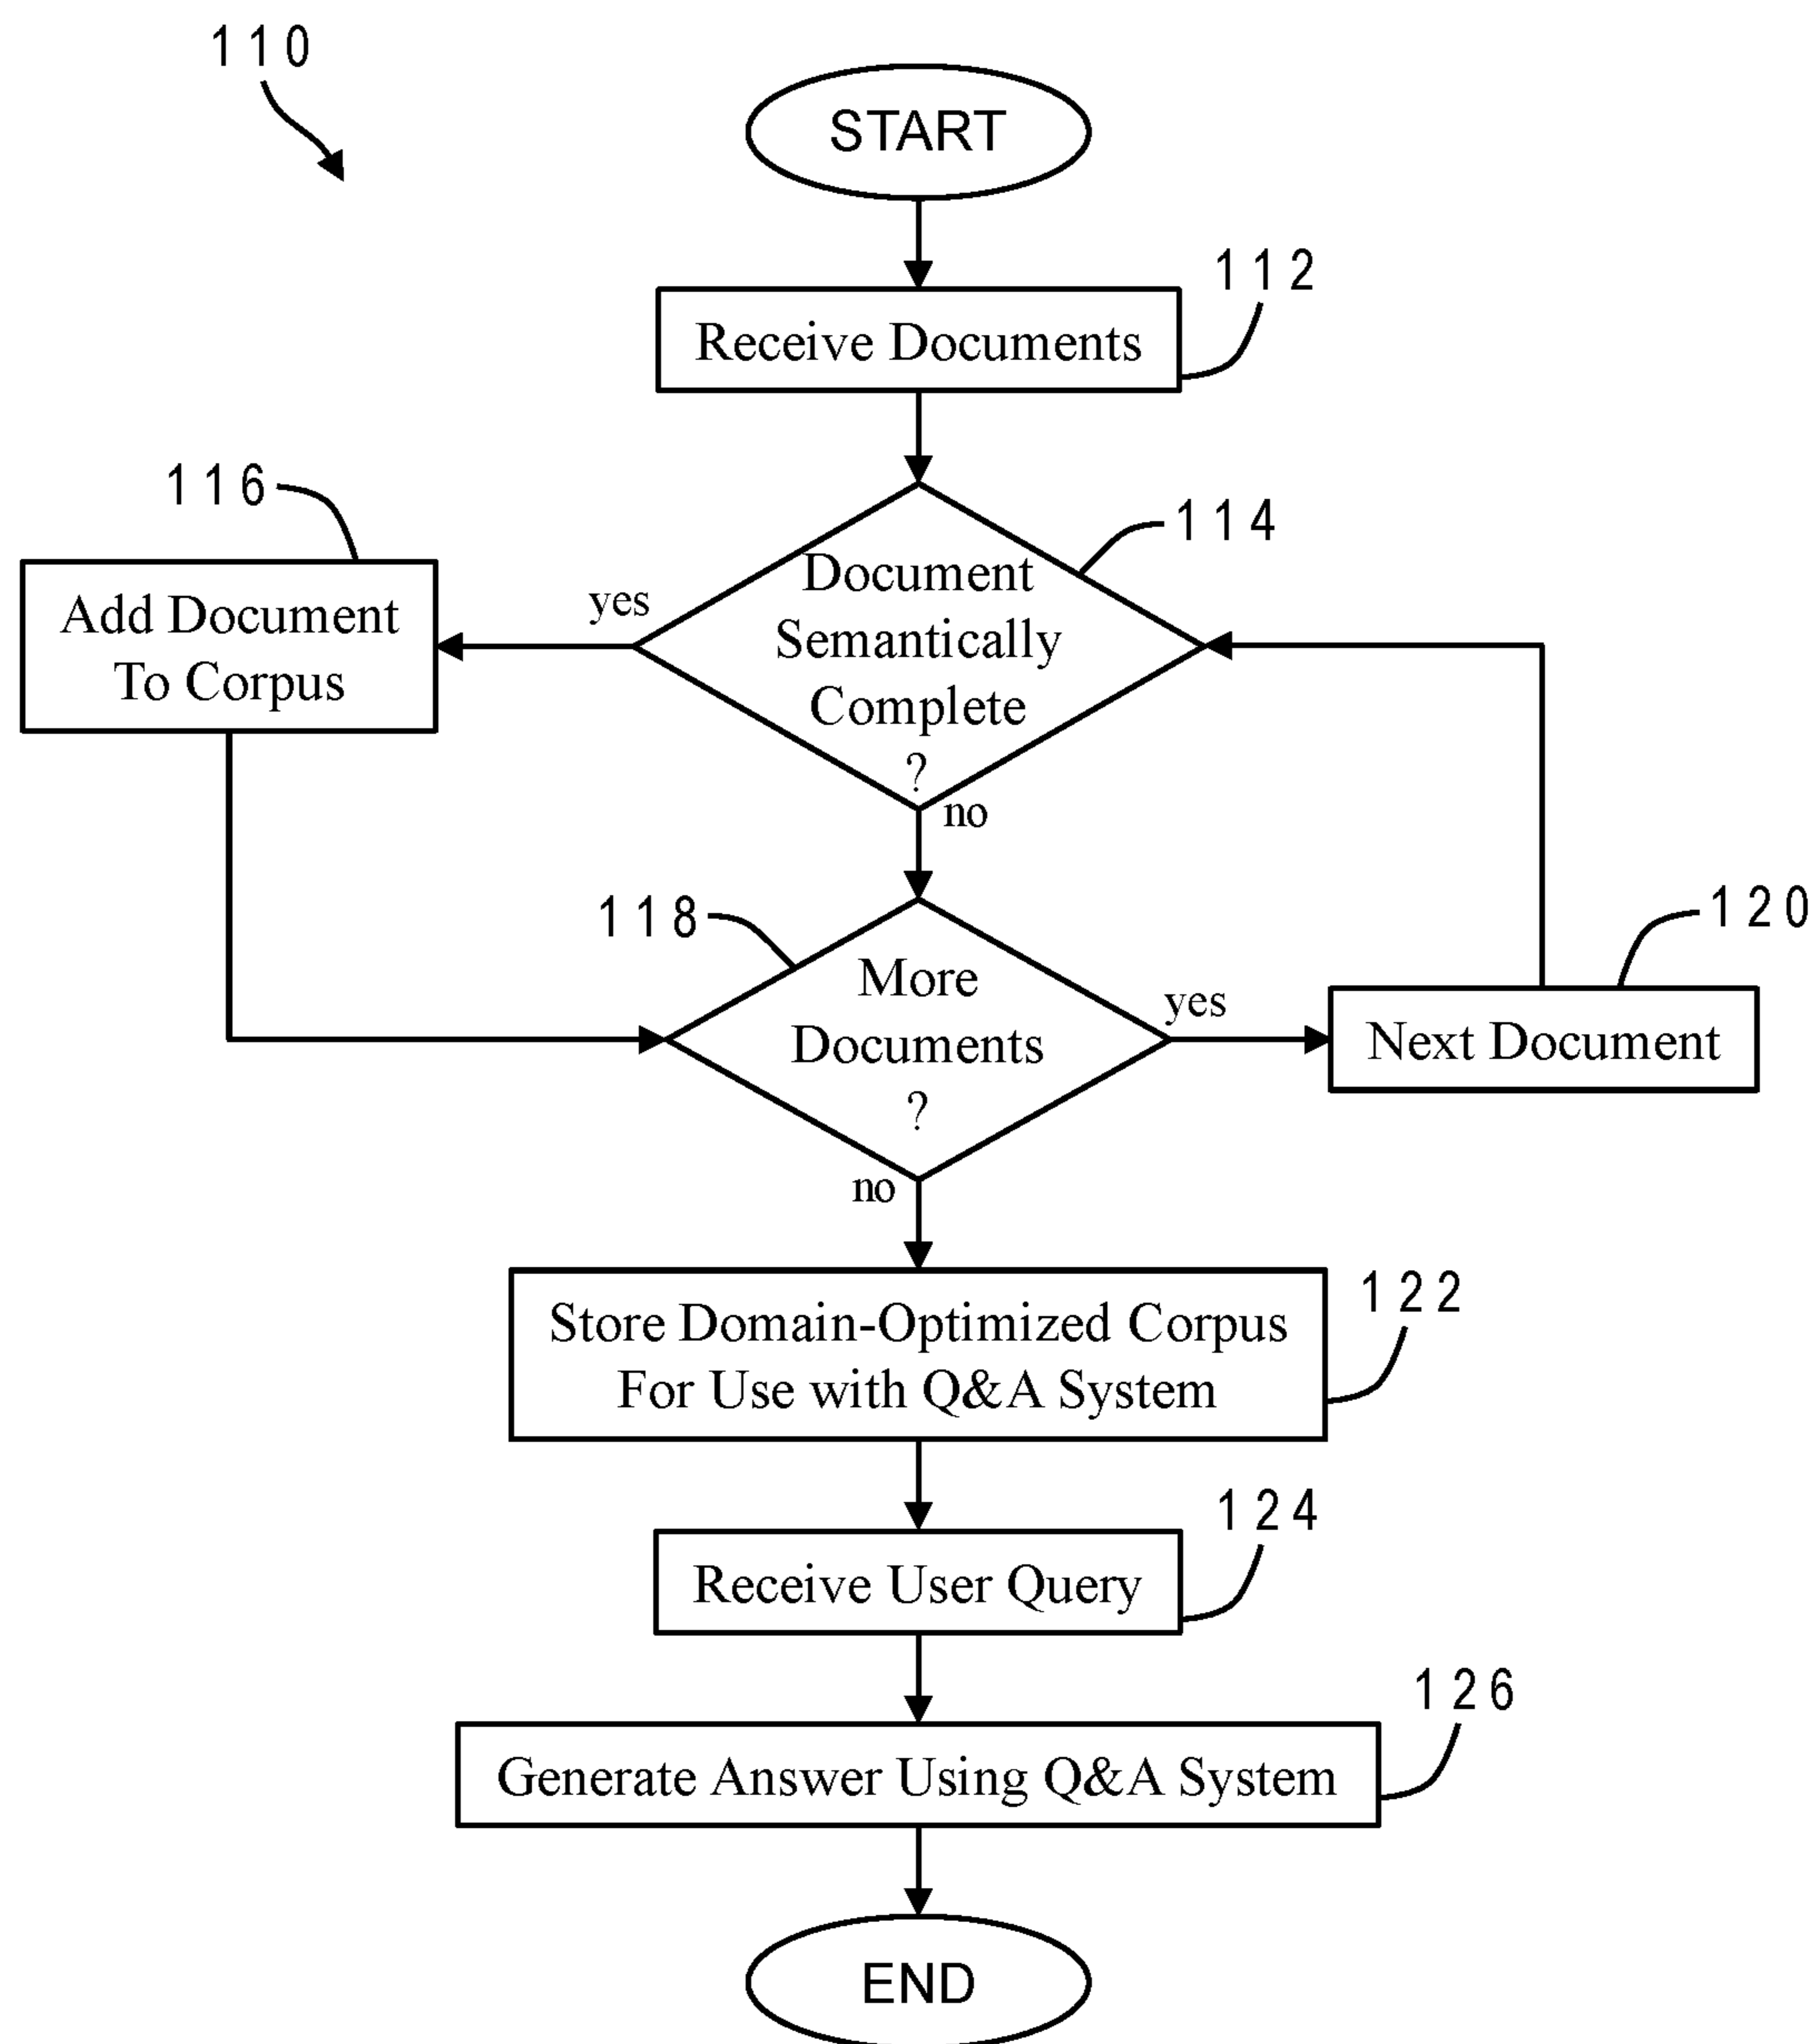 110
START
112
Receive Documents
116
114
Document
Semantically
Complete
?
yes
Add Document
To Corpus
no
118
120
More
Documents
?
yes
Next Document
no
122
Store Domain-Optimized Corpus
For Use with Q&A System
124
Receive User Query
126
Generate Answer Using Q&A System
END